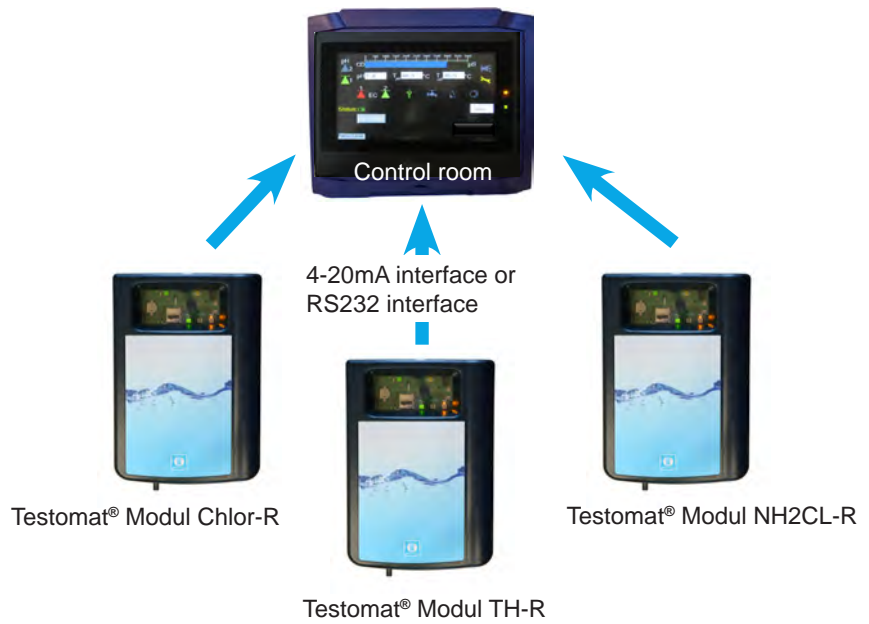 Control room
4-20mA interface or
RS232 interface
Testomat® Modul Chlor-R
Testomat® Modul NH2CL-R
Testomat® Modul TH-R